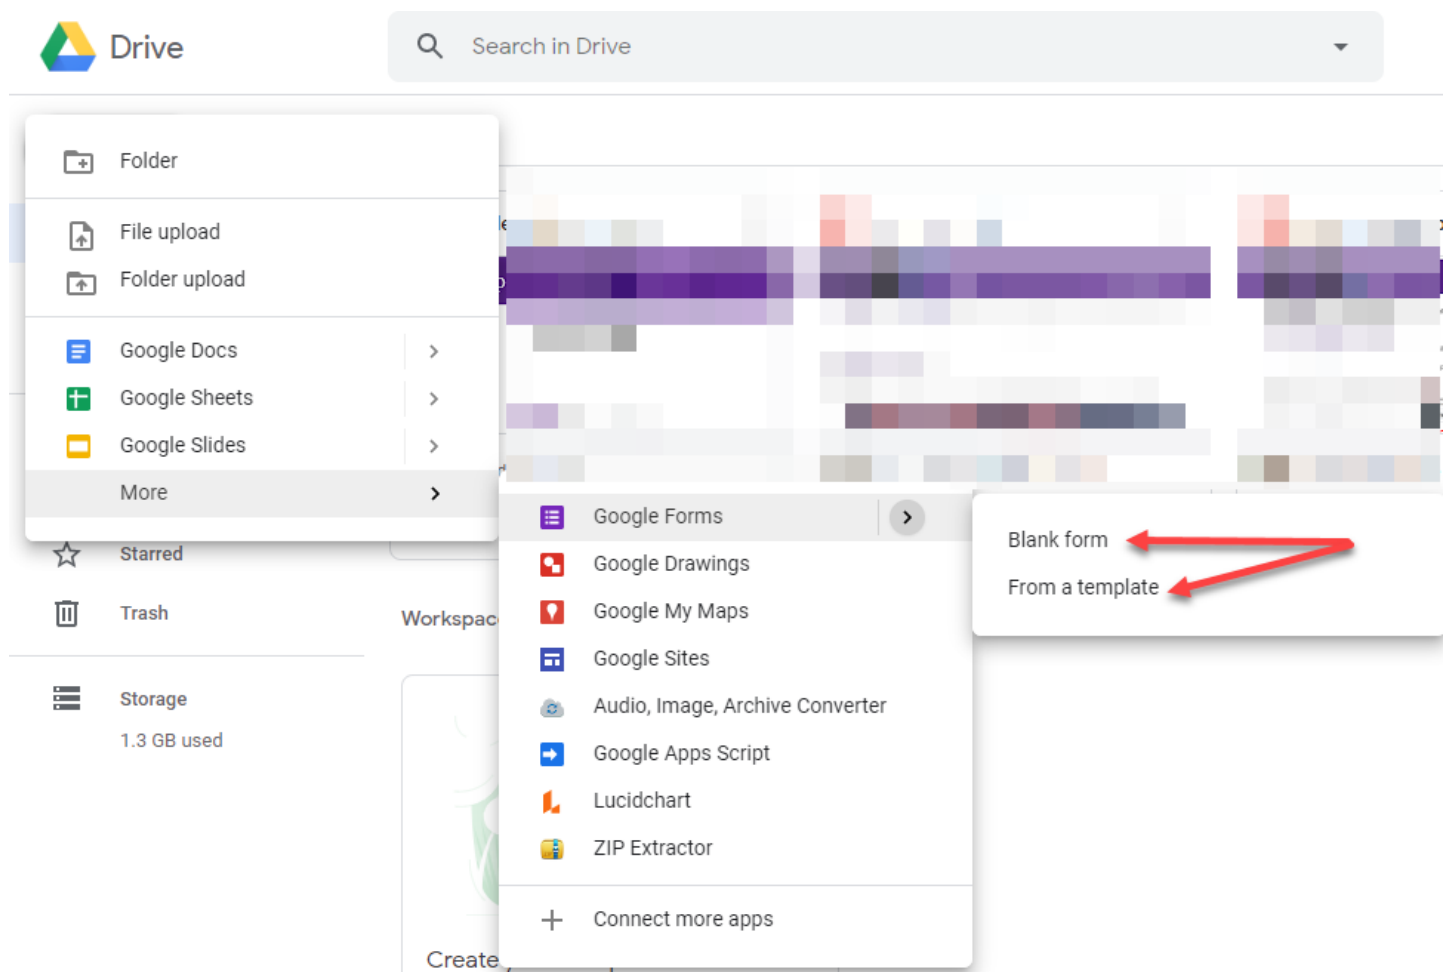 Drive
Search in Drive
Folder
File upload
Folder upload
Google Docs
Google Sheets
Google Slides
More
Starred
Trash
Storage
1.3 GB used
Google Forms
Google Drawings
Google My Maps
Google Sites
Audio, Image, Archive Converter
Google Apps Script
Lucidchart
ZIP Extractor
Connect more apps
Blank form
From a template
Create